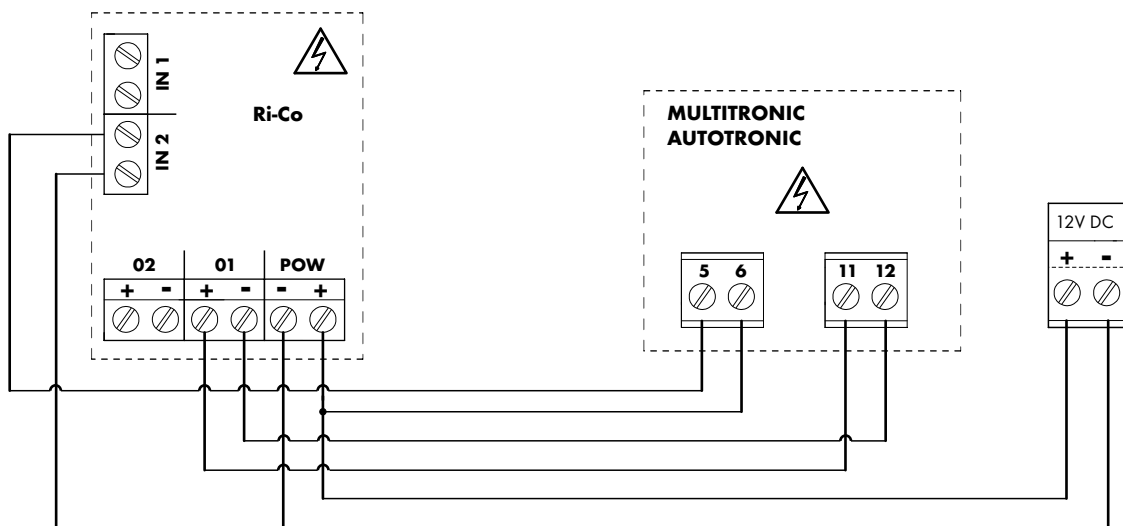 IN 1
IN 2
Ri-Co
02 01 POW
+ - + - - +
MULTITRONIC
AUTOTRONIC
5 6
11 12
12V DC
+ -